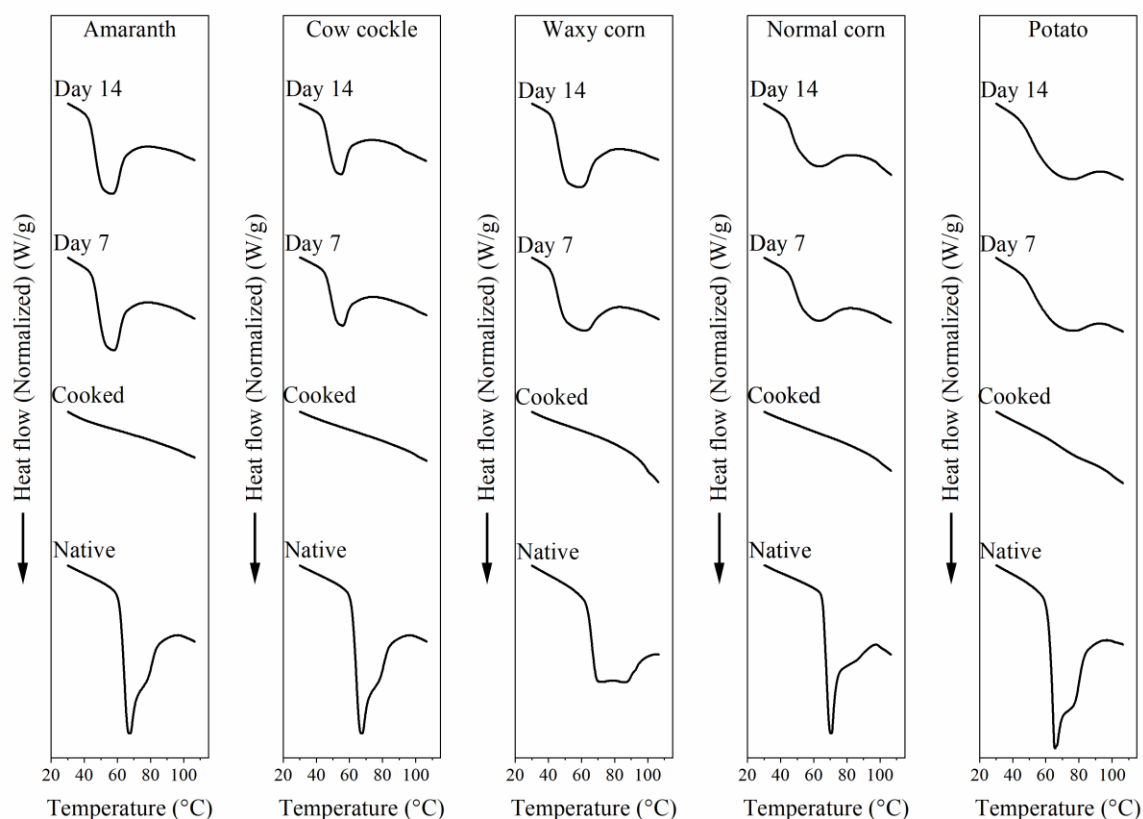 Amaranth
Day 14
Day 7
Cooked
Native
Heat flow (Normalized) (W/g)
20 40 60 80 100
Temperature (°C)
Cow cockle
Day 14
Day 7
Cooked
Native
Heat flow (Normalized) (W/g)
20 40 60 80 100
Temperature (°C)
Waxy corn
Day 14
Day 7
Cooked
Native
Heat flow (Normalized) (W/g)
20 40 60 80 100
Temperature (°C)
Normal corn
Day 14
Day 7
Cooked
Native
Heat flow (Normalized) (W/g)
20 40 60 80 100
Temperature (°C)
Potato
Day 14
Day 7
Cooked
Native
Heat flow (Normalized) (W/g)
20 40 60 80 100
Temperature (°C)